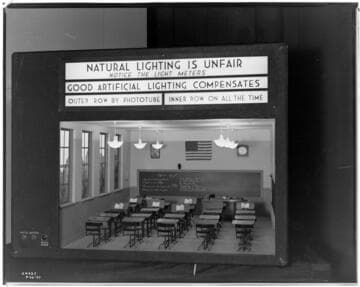 NATURAL LIGHTING IS UNFAIR
NOTICE THE LIGHT METERS
GOOD ARTIFICIAL LIGHTING COMPENSATES
OUTER ROW BY PHOTOTUBE
INNER ROW ON ALL THE TIME